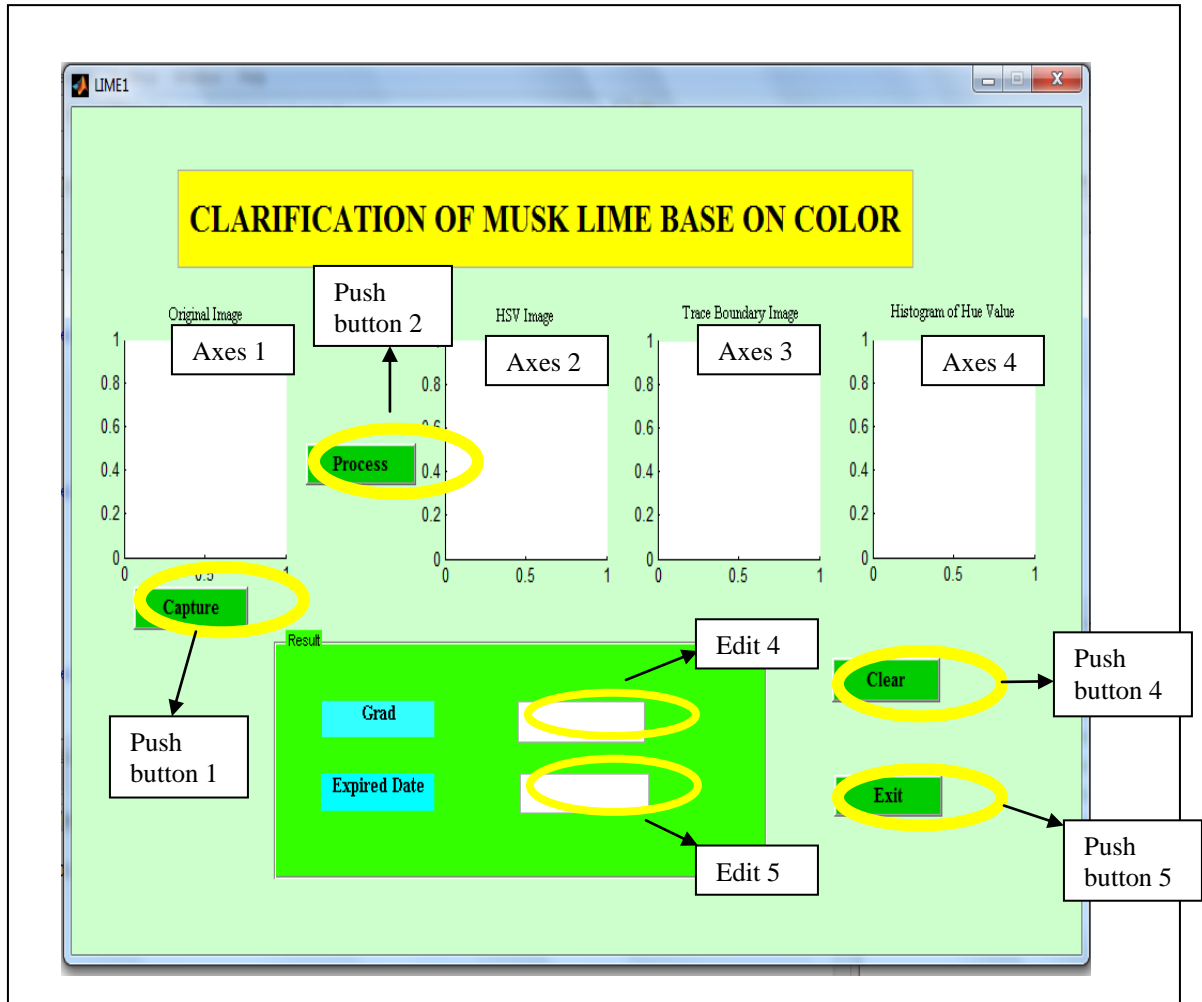 LIME1
CLARIFICATION OF MUSK LIME BASE ON COLOR
Push
button 2
Original Image
HSV Image
Trace Boundary Image
Histogram of Hue Value
Axes 1
Axes 2
Axes 3
Axes 4
1
0.8
0.6
0.4
0.2
0
0
0.5
1
Process
0.8
0.6
0.4
0.2
0
0
0.5
1
1
0.8
0.6
0.4
0.2
0
0
0.5
1
1
0.8
0.6
0.4
0.2
0
0
0.5
1
Capture
Push
button 1
Result
Grad
Expired Date
Edit 4
Edit 5
Clear
Push
button 4
Exit
Push
button 5